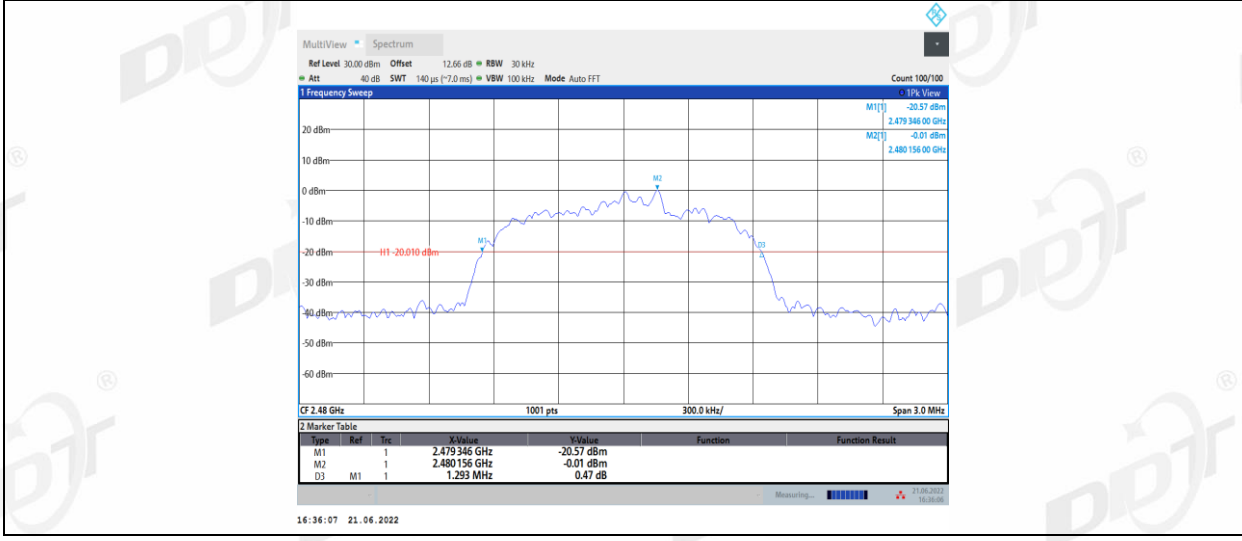 MultiView Spectrum
Ref Level 30.00 dBm Offset 12.66 dB RBW 30 kHz
Att 40 dB SWT 140 µs (~7.0 ms) VBW 100 kHz Mode Auto FFT Count 100/100
1 Frequency Sweep 1Pk View
M1[1] -20.57 dBm
2.479 346 00 GHz
20 dBm M2[1] -0.01 dBm
2.480 156 00 GHz
10 dBm
M2
0 dBm
-10 dBm
M1 D3
-20 dBm H1 -20.010 dBm
-30 dBm
-40 dBm
-50 dBm
-60 dBm
CF 2.48 GHz 1001 pts 300.0 kHz/ Span 3.0 MHz
2 Marker Table
Type Ref Trc X-Value Y-Value Function Function Result
M1 1 2.479 346 GHz -20.57 dBm
M2 1 2.480 156 GHz -0.01 dBm
D3 M1 1 1.293 MHz 0.47 dB
Measuring... 21.06.2022
16:36:06
16:36:07 21.06.2022
DDT
®